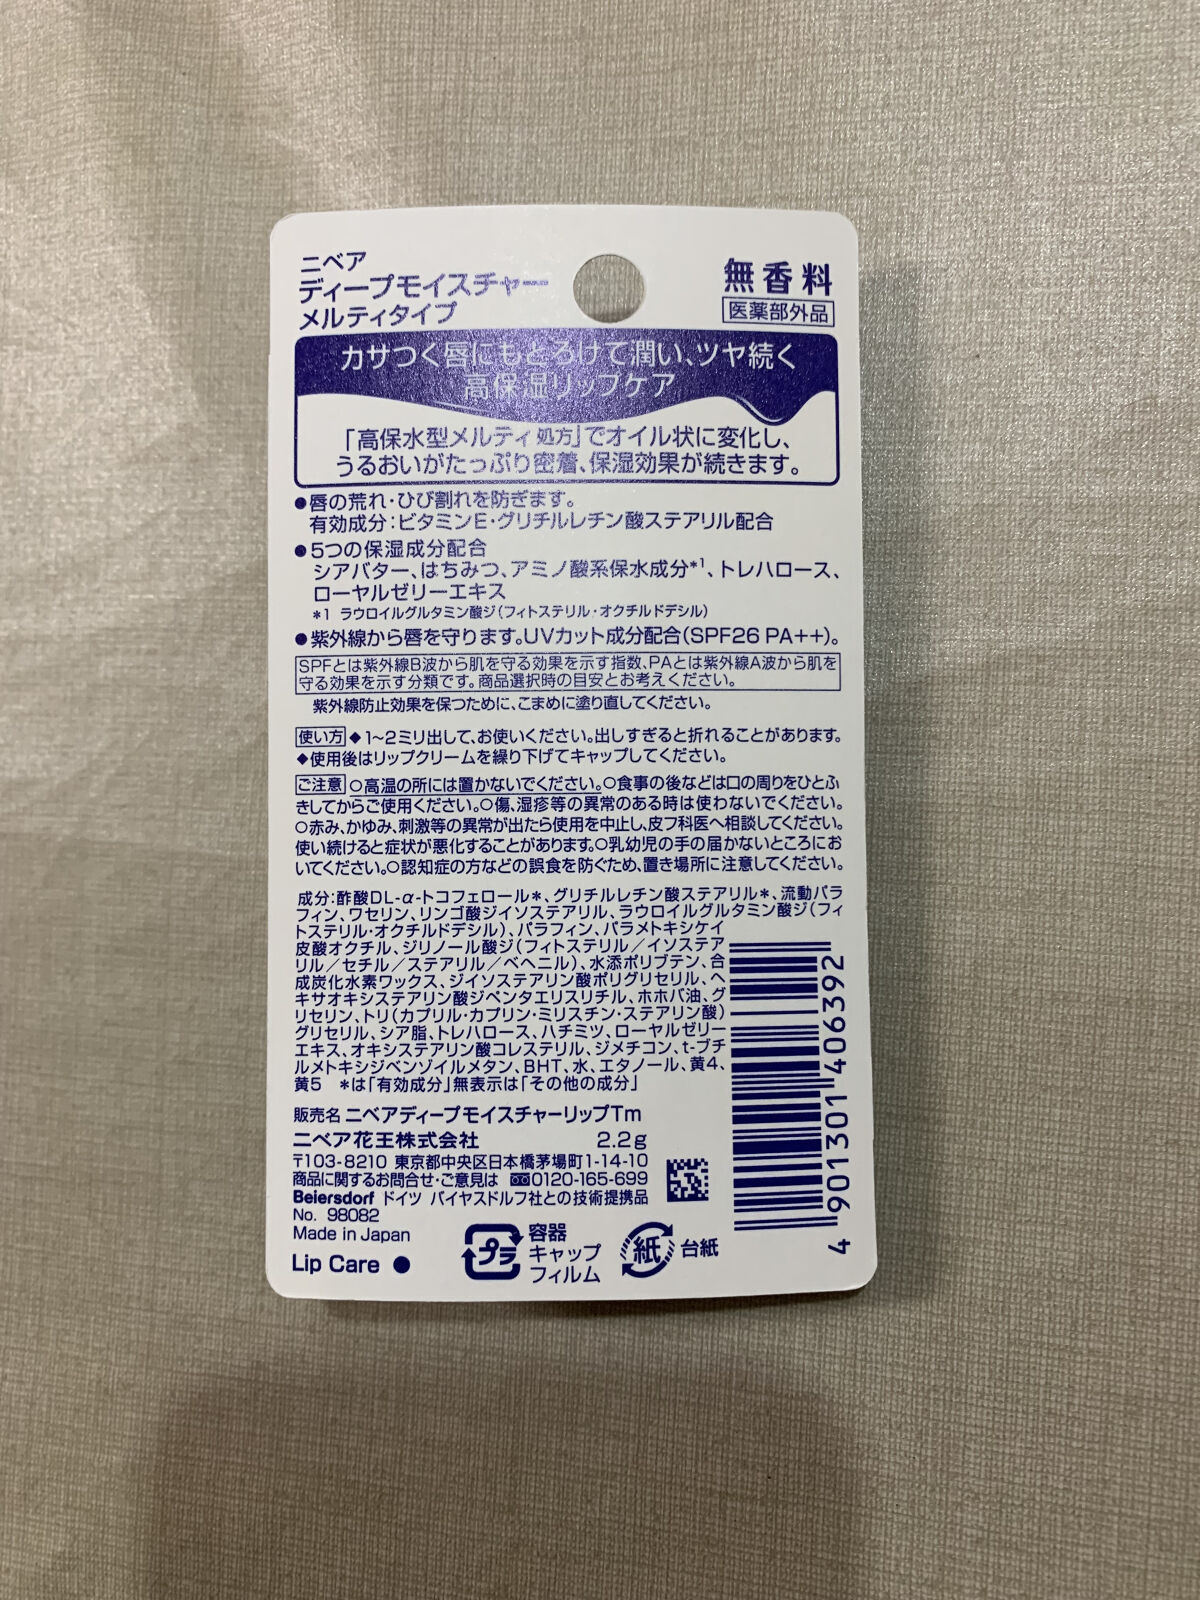 ニベア
ディープモイスチャー
メルティタイプ
無香料
医薬部外品
カサつく唇にもとろけて潤い、ツヤ続く
高保湿リップケア
「高保水型メルティ処方」でオイル状に変化し、
うるおいがたっぷり密着、保湿効果が続きます。
●唇の荒れ・ひび割れを防ぎます。
有効成分：ビタミンE・グリチルレチン酸ステアリル配合
●5つの保湿成分配合
シアバター、はちみつ、アミノ酸系保水成分*1、トレハロース、
ローヤルゼリーエキス
*1 ラウロイルグルタミン酸ジ（フィトステリル・オクチルドデシル）
●紫外線から唇を守ります。UVカット成分配合(SPF26 PA++)。
SPFとは紫外線B波から肌を守る効果を示す指数、PAとは紫外線A波から肌を
守る効果を示す分類です。商品選択時の目安とお考えください。
紫外線防止効果を保つために、こまめに塗り直してください。
使い方 ◆1～2ミリ出して、お使いください。出しすぎると折れることがあります。
◆使用後はリップクリームを繰り下げてキャップしてください。
ご注意 ○高温の所には置かないでください。○食事の後などは口の周りをひとふ
きしてからご使用ください。○傷、湿疹等の異常のある時は使わないでください。
○赤み、かゆみ、刺激等の異常が出たら使用を中止し、皮フ科医へ相談してください。
使い続けると症状が悪化することがあります。○乳幼児の手の届かないところにお
いてください。○認知症の方などの誤食を防ぐため、置き場所に注意してください。
成分：酢酸DL-α-トコフェロール＊、グリチルレチン酸ステアリル＊、流動パラ
フィン、ワセリン、リンゴ酸ジイソステアリル、ラウロイルグルタミン酸ジ（フィ
トステリル・オクチルドデシル）、パラフィン、パラメトキシケイ
皮酸オクチル、ジリノール酸ジ（フィトステリル／イソステア
リル／セチル／ステアリル／ベヘニル）、水添ポリブテン、合
成炭化水素ワックス、ジイソステアリン酸ポリグリセリル、ヘ
キサオキシステアリン酸ジペンタエリスリチル、ホホバ油、グ
リセリン、トリ（カプリル・カプリン・ミリスチン・ステアリン酸）
グリセリル、シア脂、トレハロース、ハチミツ、ローヤルゼリー
エキス、オキシステアリン酸コレステリル、ジメチコン、t-ブチ
ルメトキシジベンゾイルメタン、BHT、水、エタノール、黄4、
黄5 ＊は「有効成分」無表示は「その他の成分」
販売名 ニベアディープモイスチャーリップTm
ニベア花王株式会社 2.2g
〒103-8210 東京都中央区日本橋茅場町1-14-10
商品に関するお問合せ・ご意見は 0120-165-699
Beiersdorf ドイツ バイヤスドルフ社との技術提携品
No. 98082
Made in Japan
Lip Care ●
プラ
容器
キャップ
フィルム
紙
台紙
4 901301 406392